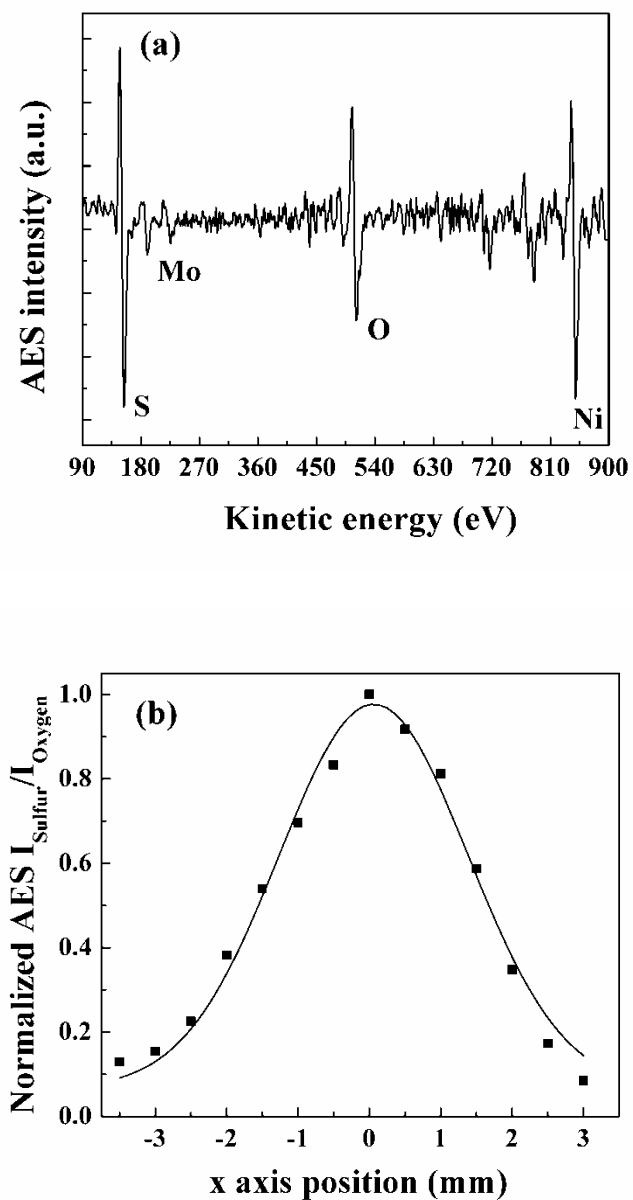 (a)
AES intensity (a.u.)
S
Mo
O
Ni
90 180 270 360 450 540 630 720 810 900
Kinetic energy (eV)
(b)
Normalized AES I_Sulfur/I_Oxygen
1.0
0.8
0.6
0.4
0.2
0.0
-3 -2 -1 0 1 2 3
x axis position (mm)